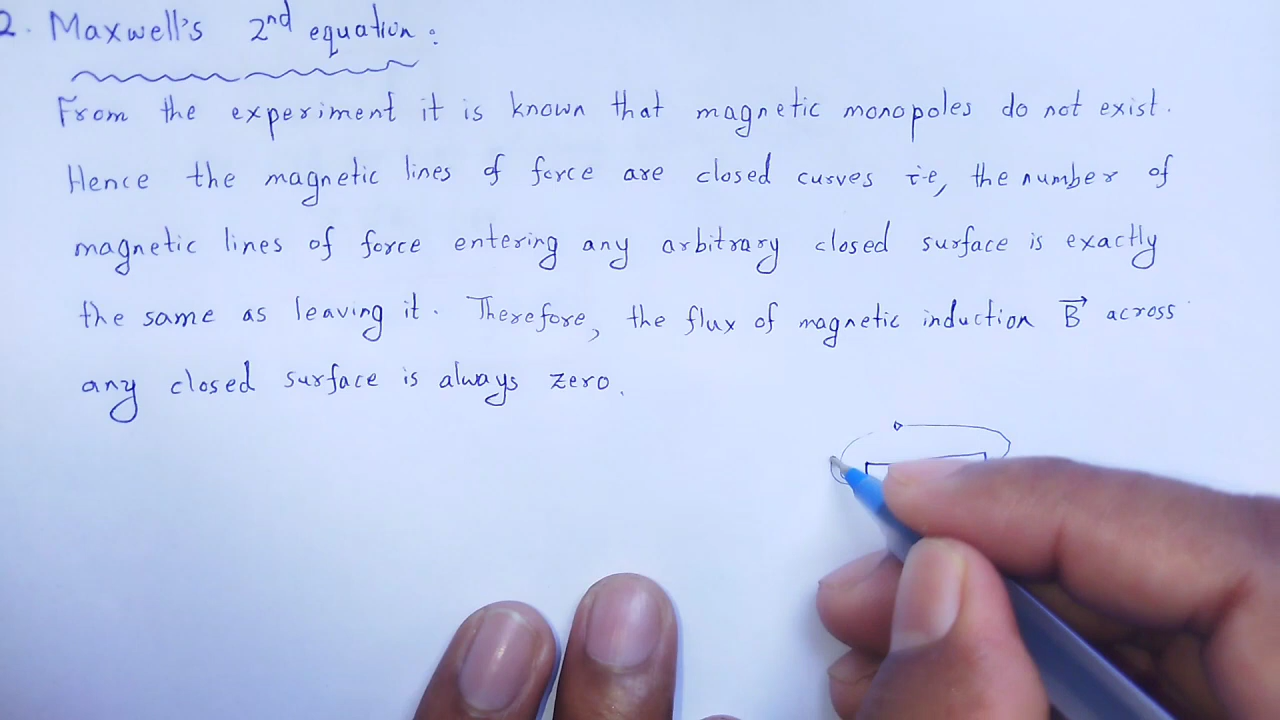 2. Maxwell's 2nd equation :
From the experiment it is known that magnetic monopoles do not exist.
Hence the magnetic lines of force are closed curves i.e, the number of
magnetic lines of force entering any arbitrary closed surface is exactly
the same as leaving it. Therefore, the flux of magnetic induction B⃗ across
any closed surface is always zero.